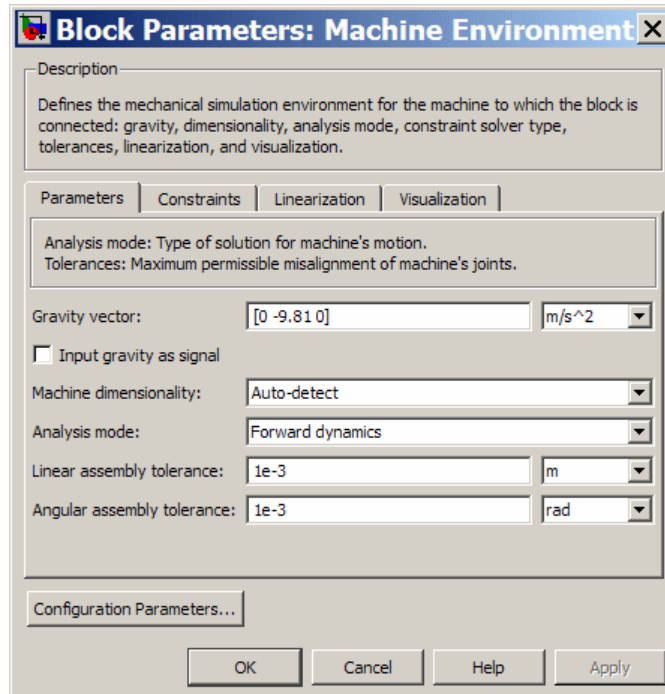 Block Parameters: Machine Environment
Description
Defines the mechanical simulation environment for the machine to which the block is
connected: gravity, dimensionality, analysis mode, constraint solver type,
tolerances, linearization, and visualization.
Parameters Constraints Linearization Visualization
Analysis mode: Type of solution for machine's motion.
Tolerances: Maximum permissible misalignment of machine's joints.
Gravity vector: [0 -9.81 0] m/s^2
Input gravity as signal
Machine dimensionality: Auto-detect
Analysis mode: Forward dynamics
Linear assembly tolerance: 1e-3 m
Angular assembly tolerance: 1e-3 rad
Configuration Parameters...
OK Cancel Help Apply